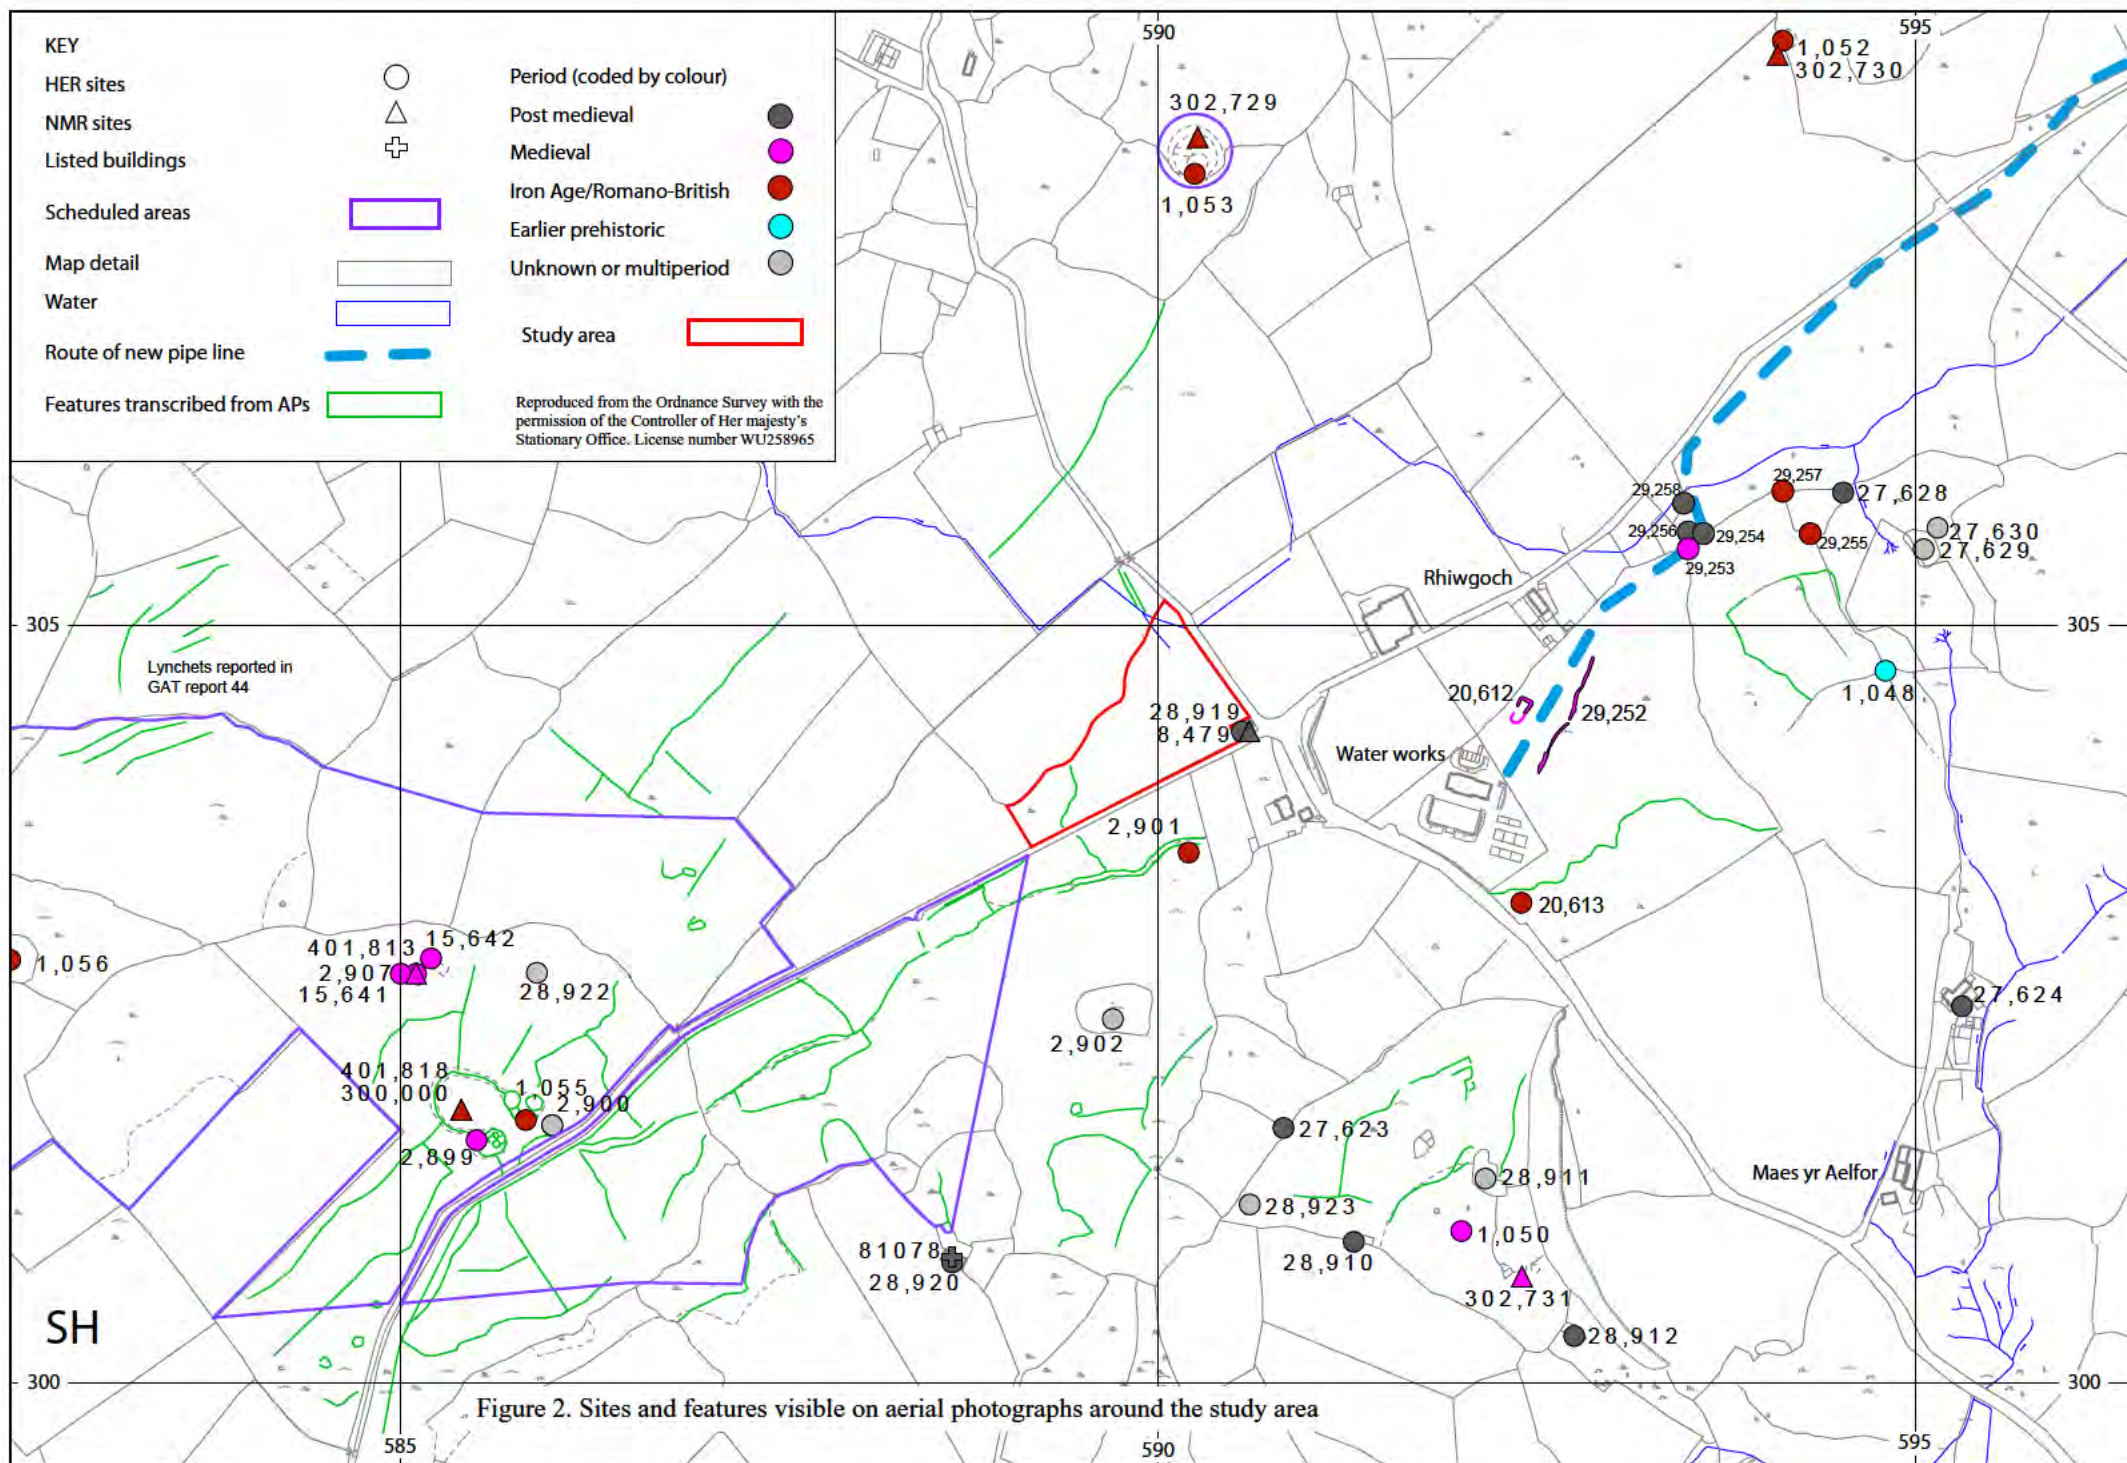 KEY
HER sites
NMR sites
Listed buildings
Scheduled areas
Map detail
Water
Route of new pipe line
Features transcribed from APs
Period (coded by colour)
Post medieval
Medieval
Iron Age/Romano-British
Earlier prehistoric
Unknown or multiperiod
Study area
Reproduced from the Ordnance Survey with the
permission of the Controller of Her majesty's
Stationary Office. License number WU258965
590
595
1,052
302,730
302,729
1,053
29,258
29,257
27,628
29,256
29,254
29,255
27,630
27,629
29,253
Rhiwgoch
305
305
Lynchets reported in
GAT report 44
1,048
20,612
29,252
28,919
8,479
Water works
2,901
20,613
401,813
15,642
2,907
15,641
1,056
28,922
27,624
2,902
401,818
300,000
1,055
2,900
2,899
27,623
28,911
Maes yr Aelfor
28,923
1,050
81078
28,920
28,910
302,731
28,912
SH
300
300
Figure 2. Sites and features visible on aerial photographs around the study area
585
590
595